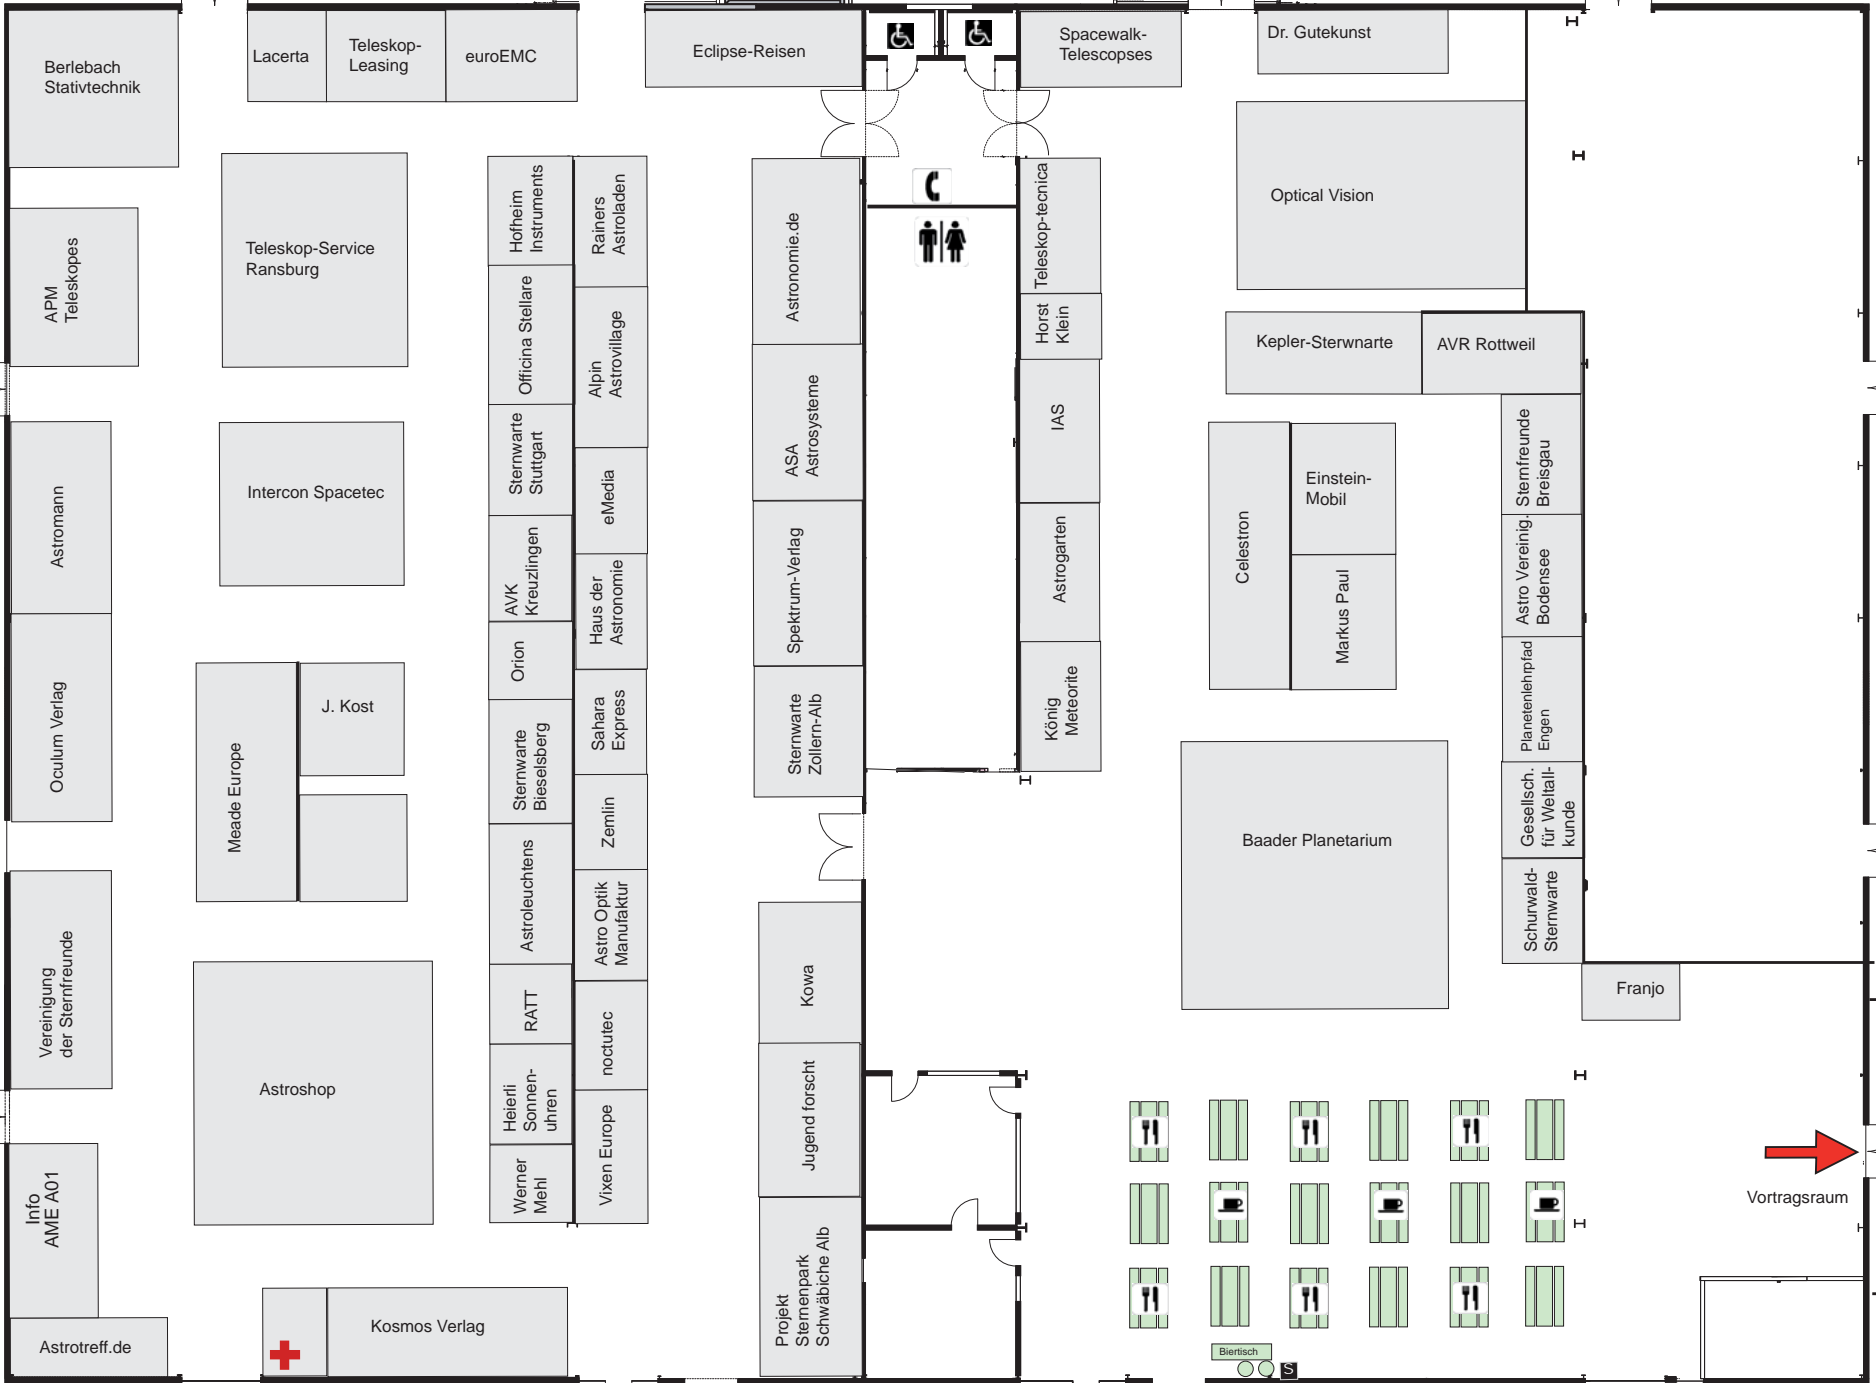 Berlebach
Stativtechnik
Lacerta
Teleskop-
Leasing
euroEMC
Eclipse-Reisen
Spacewalk-
Telescopses
Dr. Gutekunst
APM
Teleskopes
Teleskop-Service
Ransburg
Hofheim
Instruments
Rainers
Astroladen
Astronomie.de
Teleskop-tecnica
Optical Vision
Officina Stellare
Alpin
Astrovillage
Horst
Klein
Kepler-Sterwnarte
AVR Rottweil
Astromann
Intercon Spacetec
Sternwarte
Stuttgart
eMedia
ASA
Astrosysteme
IAS
Celestron
Einstein-
Mobil
Sternfreunde
Breisgau
AVK
Kreuzlingen
Haus der
Astronomie
Spektrum-Verlag
Astrogarten
Markus Paul
Astro Vereinig.
Bodensee
Oculum Verlag
Meade Europe
J. Kost
Orion
Sahara
Express
Sternwarte
Zollern-Alb
König
Meteorite
Planetenlehrpfad
Engen
Sternwarte
Bieselsberg
Zemlin
Baader Planetarium
Gesellsch.
für Weltall-
kunde
Vereinigung
der Sternfreunde
Astroleuchtens
Astro Optik
Manufaktur
Kowa
Schurwald-
Sternwarte
Franjo
Astroshop
RATT
noctutec
Heierli
Sonnen-
uhren
Jugend forscht
Info
AME A01
Werner
Mehl
Vixen Europe
Vortragsraum
Projekt
Sternenpark
Schwäbiche Alb
Astrotreff.de
Kosmos Verlag
Biertisch
S